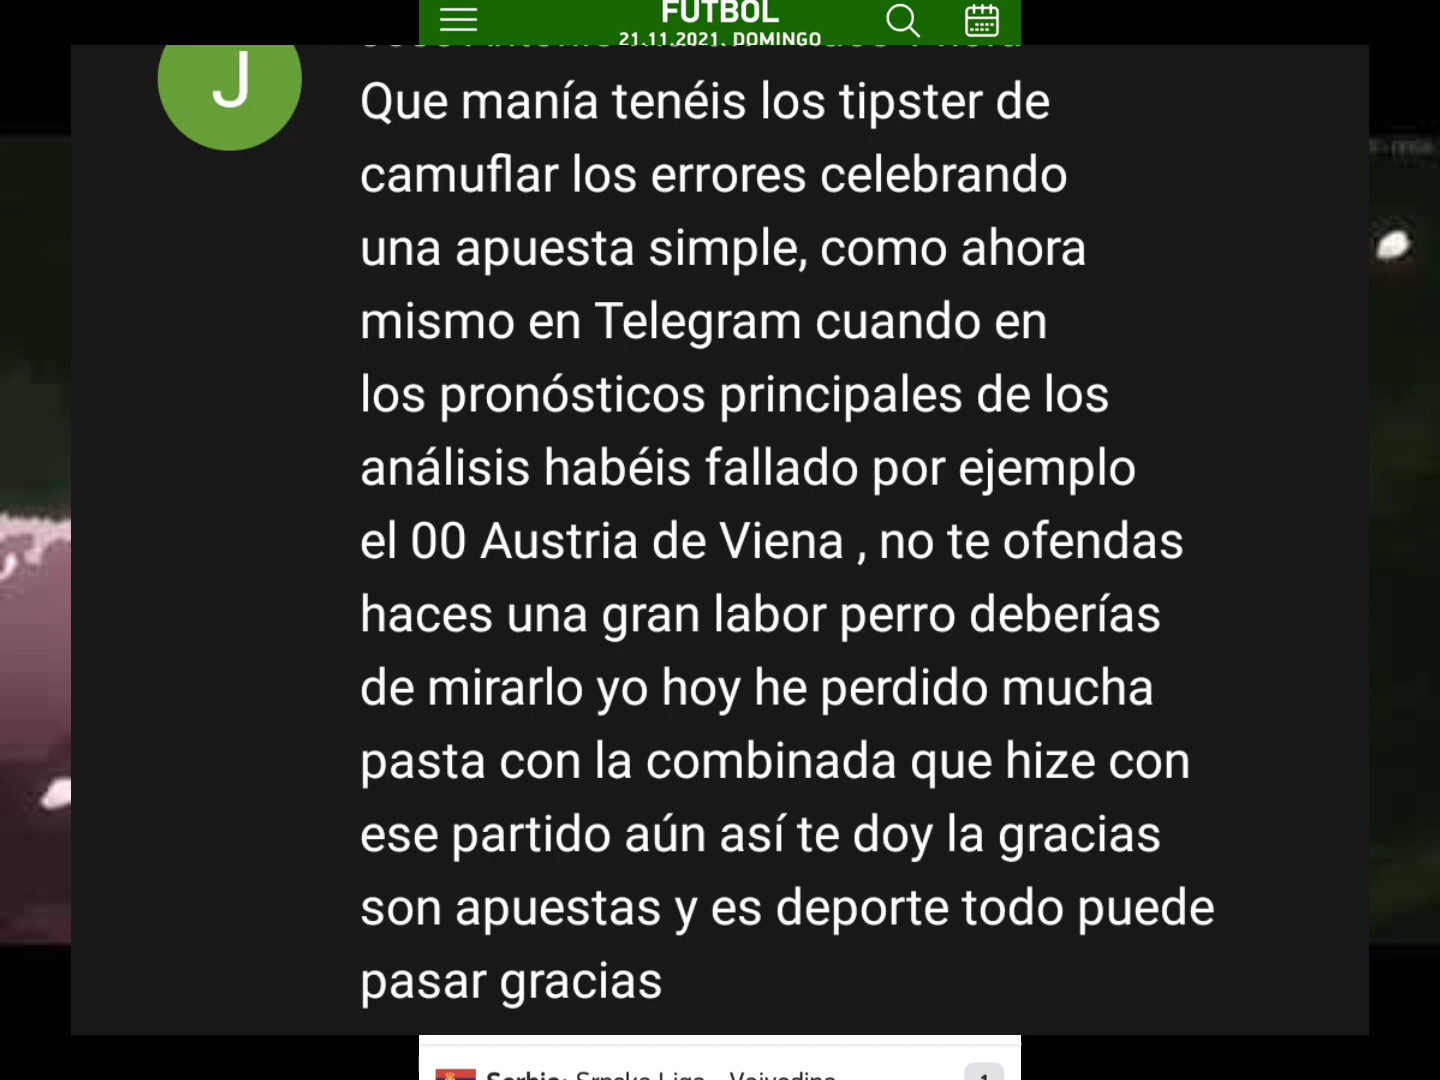 FUTBOL
21.11.2021, DOMINGO
J
Que manía tenéis los tipster de
camuflar los errores celebrando
una apuesta simple, como ahora
mismo en Telegram cuando en
los pronósticos principales de los
análisis habéis fallado por ejemplo
el 00 Austria de Viena , no te ofendas
haces una gran labor perro deberías
de mirarlo yo hoy he perdido mucha
pasta con la combinada que hize con
ese partido aún así te doy la gracias
son apuestas y es deporte todo puede
pasar gracias
Serbia: Srpska Liga - Vojvodina 1